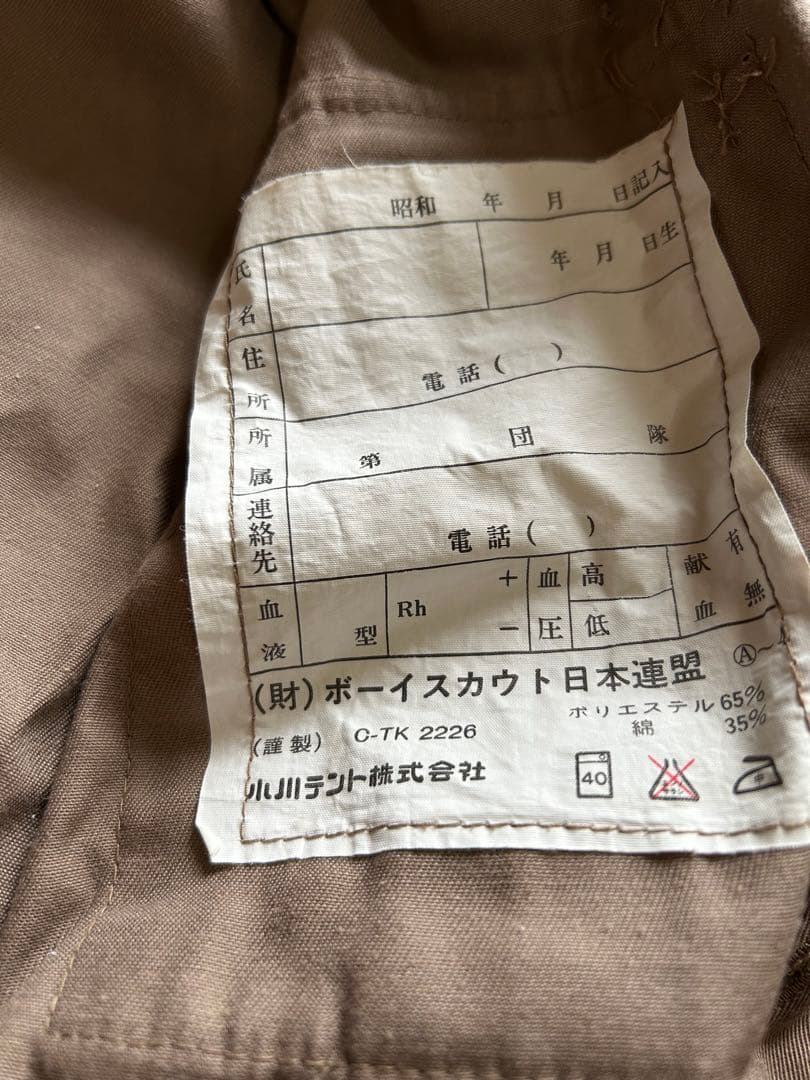 昭和 年 月 日記入
氏名 年 月 日生
住所 電話( )
所属 第 団 隊
連絡先 電話( )
血液 型 Rh + − 血圧 高 低 献血 有 無
(財)ボーイスカウト日本連盟 Ⓐ〜4
(謹製) C-TK 2226
ポリエステル 65%
綿 35%
小川テント株式会社
40 中